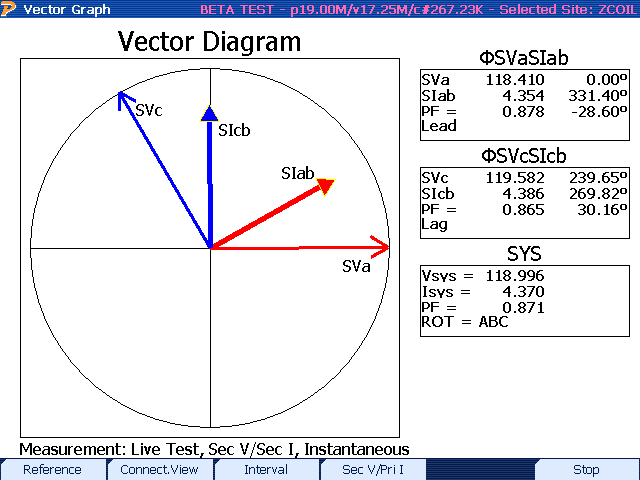 Vector Graph
BETA TEST - p19.00M/v17.25M/c#267.23K - Selected Site: ZCOIL
Vector Diagram
SVc
SIcb
SIab
SVa
ΦSVaSIab
SVa 118.410 0.00º
SIab 4.354 331.40º
PF = 0.878 -28.60º
Lead
ΦSVcSIcb
SVc 119.582 239.65º
SIcb 4.386 269.82º
PF = 0.865 30.16º
Lag
SYS
Vsys = 118.996
Isys = 4.370
PF = 0.871
ROT = ABC
Measurement: Live Test, Sec V/Sec I, Instantaneous
Reference
Connect.View
Interval
Sec V/Pri I
Stop